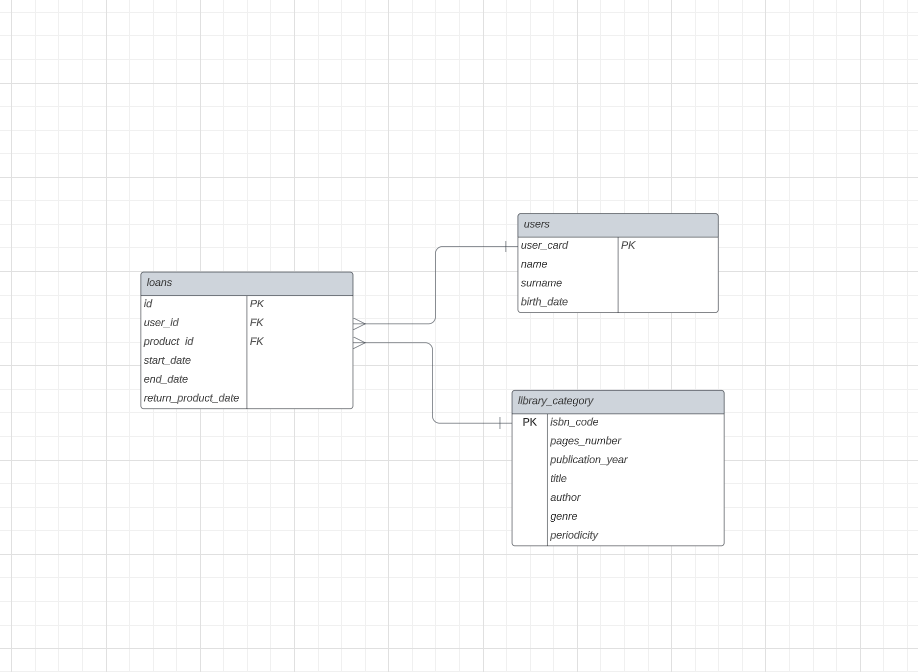 users
user_card PK
name
surname
birth_date
loans
id PK
user_id FK
product_id FK
start_date
end_date
return_product_date
library_category
PK isbn_code
pages_number
publication_year
title
author
genre
periodicity